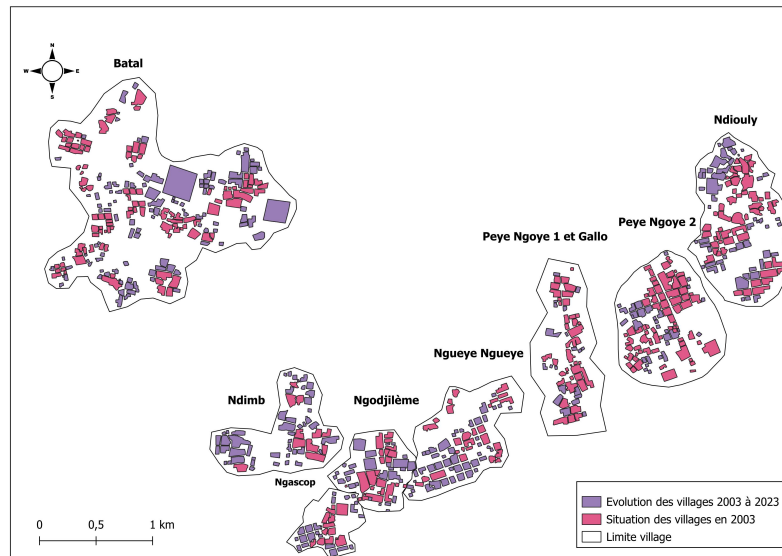 N
W E
S
Batal
Ndiouly
Peye Ngoye 2
Peye Ngoye 1 et Gallo
Ngueye Ngueye
Ndimb
Ngodjilème
Ngascop
0 0,5 1 km
Evolution des villages 2003 à 2023
Situation des villages en 2003
Limite village